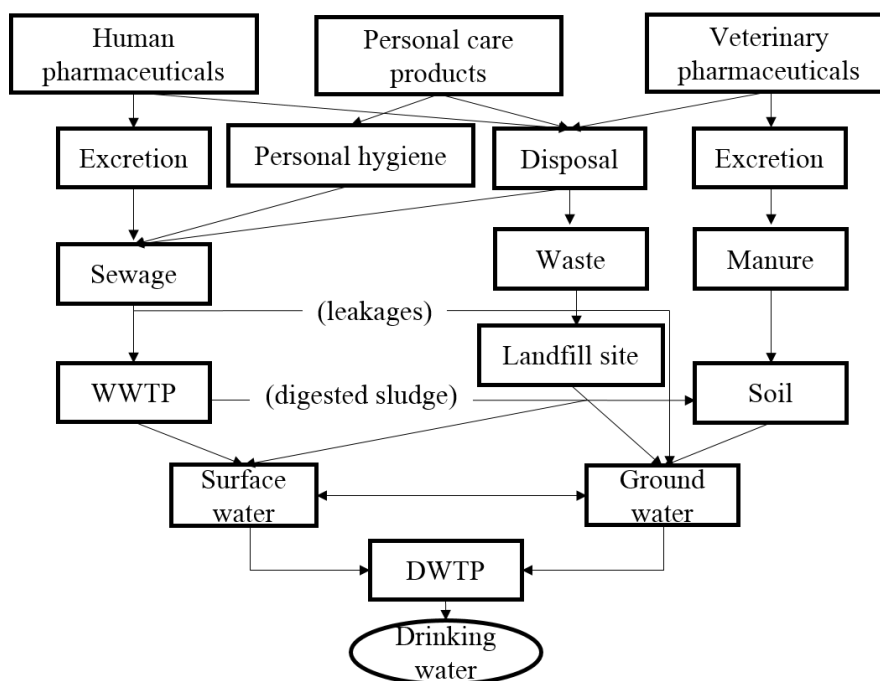 Human
pharmaceuticals
Personal care
products
Veterinary
pharmaceuticals
Excretion
Personal hygiene
Disposal
Excretion
Sewage
Waste
Manure
(leakages)
Landfill site
WWTP
(digested sludge)
Soil
Surface
water
Ground
water
DWTP
Drinking
water